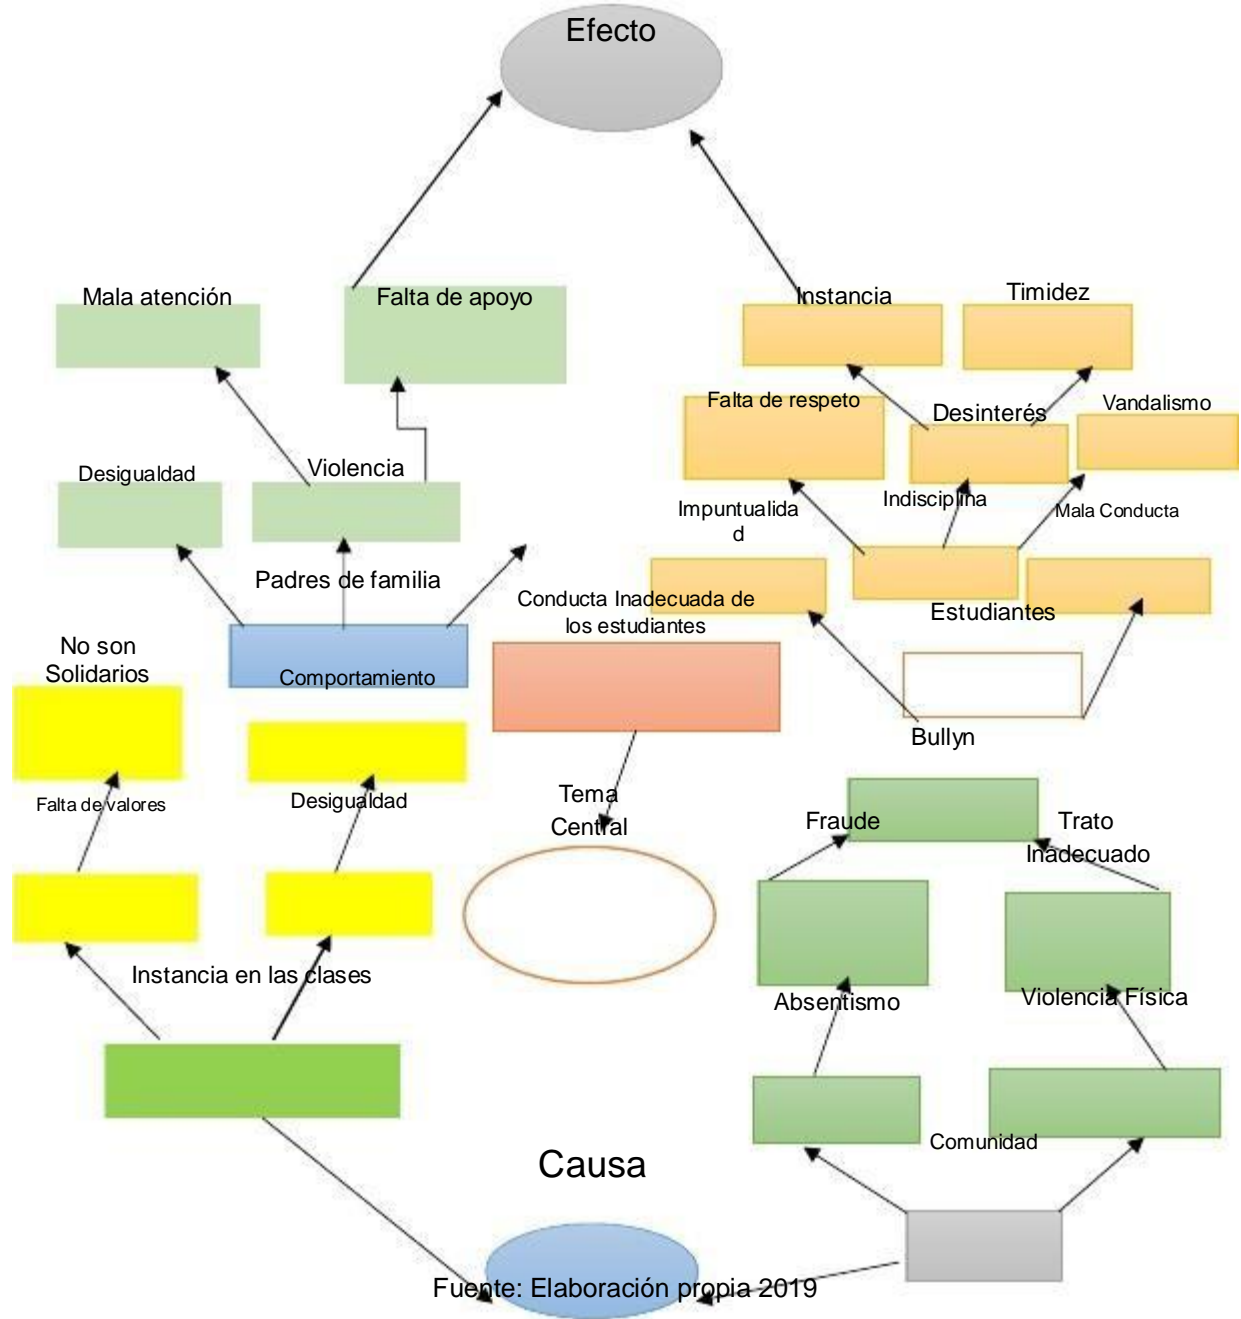 Efecto
Mala atención
Falta de apoyo
Instancia
Timidez
Falta de respeto
Desinterés
Vandalismo
Desigualdad
Violencia
Impuntualida
d
Indisciplina
Mala Conducta
Padres de familia
Conducta Inadecuada de
los estudiantes
Estudiantes
No son
Solidarios
Comportamiento
Bullyn
Falta de valores
Desigualdad
Tema
Central
Fraude
Trato
Inadecuado
Instancia en las clases
Absentismo
Violencia Física
Comunidad
Causa
Fuente: Elaboración propia 2019